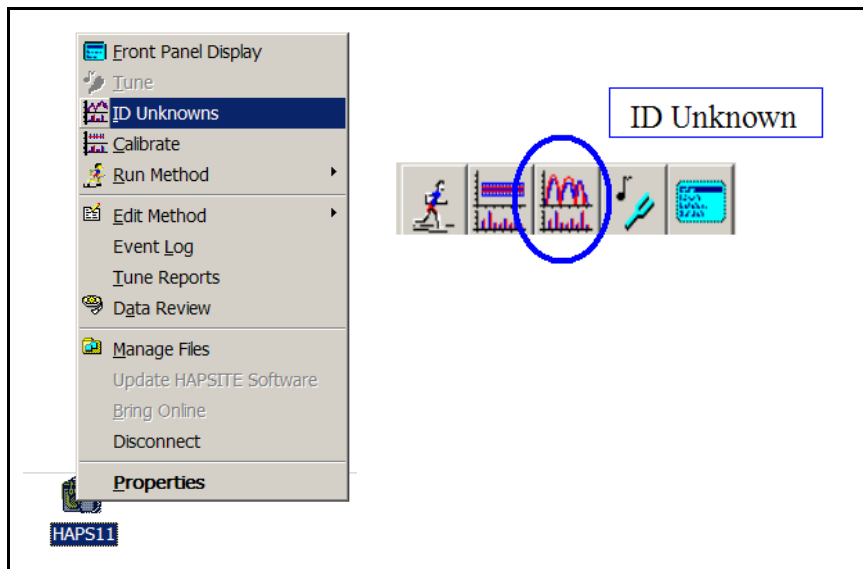 Front Panel Display
Tune
ID Unknowns
Calibrate
Run Method
Edit Method
Event Log
Tune Reports
Data Review
Manage Files
Update HAPSITE Software
Bring Online
Disconnect
Properties
HAPS11
ID Unknown